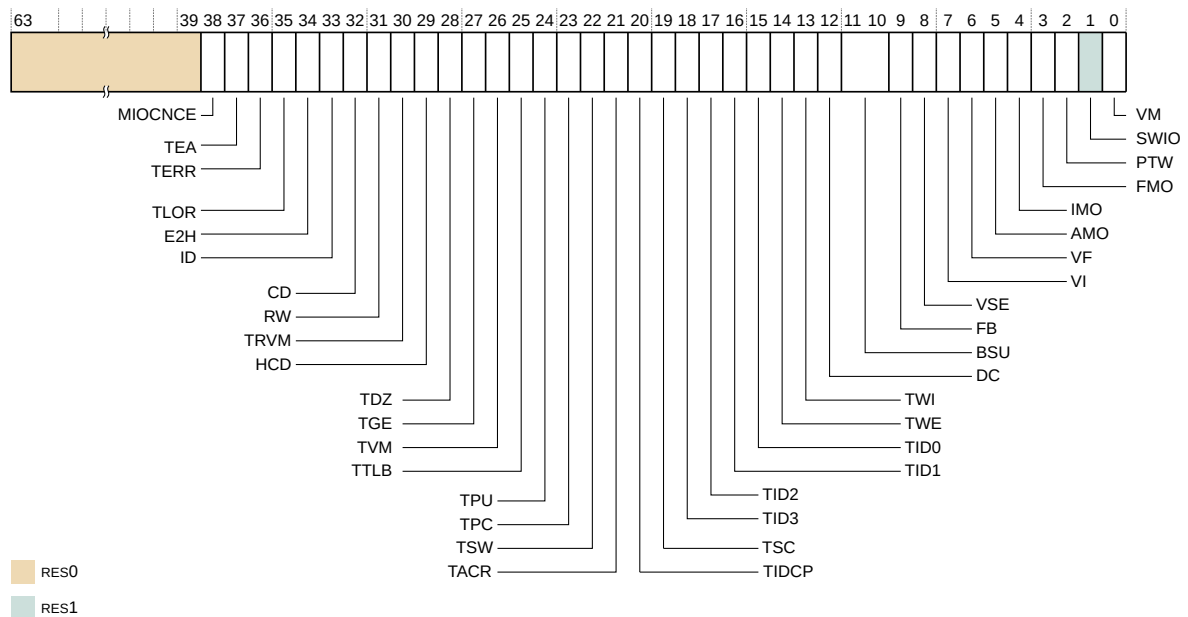 63 39 38 37 36 35 34 33 32 31 30 29 28 27 26 25 24 23 22 21 20 19 18 17 16 15 14 13 12 11 10 9 8 7 6 5 4 3 2 1 0
MIOCNCE VM
TEA SWIO
TERR PTW
FMO
TLOR IMO
E2H AMO
ID VF
VI
CD VSE
RW FB
TRVM BSU
HCD DC
TDZ TWI
TGE TWE
TVM TID0
TTLB TID1
TPU TID2
TPC TID3
TSW TSC
TACR TIDCP
RES0
RES1